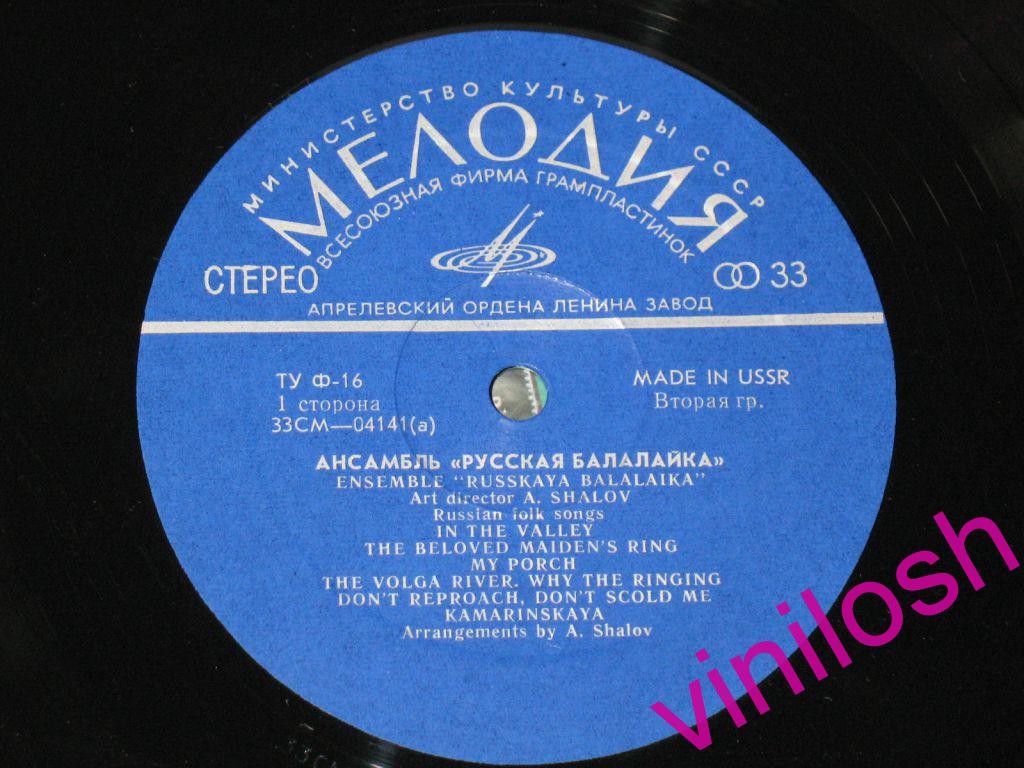 МИНИСТЕРСТВО КУЛЬТУРЫ СССР
МЕЛОДИЯ
ВСЕСОЮЗНАЯ ФИРМА ГРАМПЛАСТИНОК
СТЕРЕО
33
АПРЕЛЕВСКИЙ ОРДЕНА ЛЕНИНА ЗАВОД
ТУ Ф-16
MADE IN USSR
1 сторона
Вторая гр.
33СМ—04141(а)
АНСАМБЛЬ «РУССКАЯ БАЛАЛАЙКА»
ENSEMBLE "RUSSKAYA BALALAIKA"
Art director A. SHALOV
Russian folk songs
IN THE VALLEY
THE BELOVED MAIDEN'S RING
MY PORCH
THE VOLGA RIVER. WHY THE RINGING
DON'T REPROACH, DON'T SCOLD ME
KAMARINSKAYA
Arrangements by A. Shalov
vinilosh